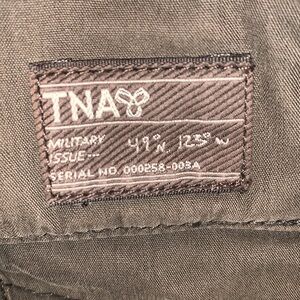 TNA
MILITARY 49° N, 123° W
ISSUE---
SERIAL NO. 000258-003A